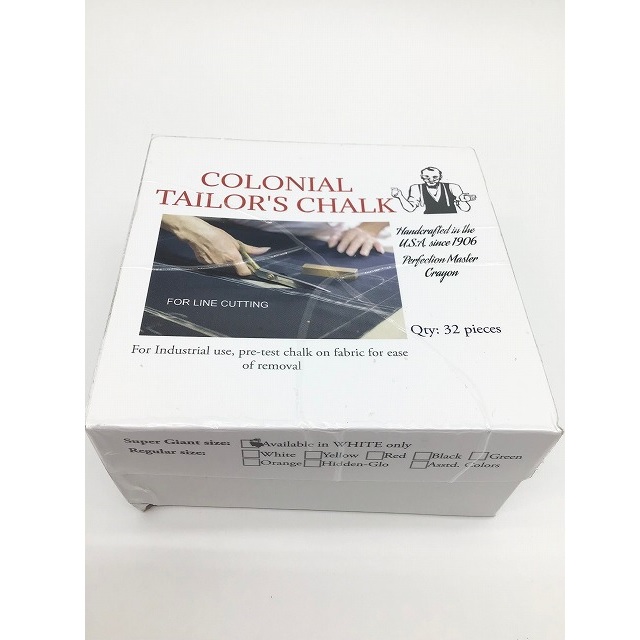 COLONIAL
TAILOR'S CHALK
Handcrafted in the
U.S.A. since 1906
Perfection Master
Crayon
FOR LINE CUTTING
Qty: 32 pieces
For Industrial use, pre-test chalk on fabric for ease
of removal
Super Giant size: Available in WHITE only
Regular size: White Yellow Red Black Green
Orange Hidden-Glo Asstd. Colors